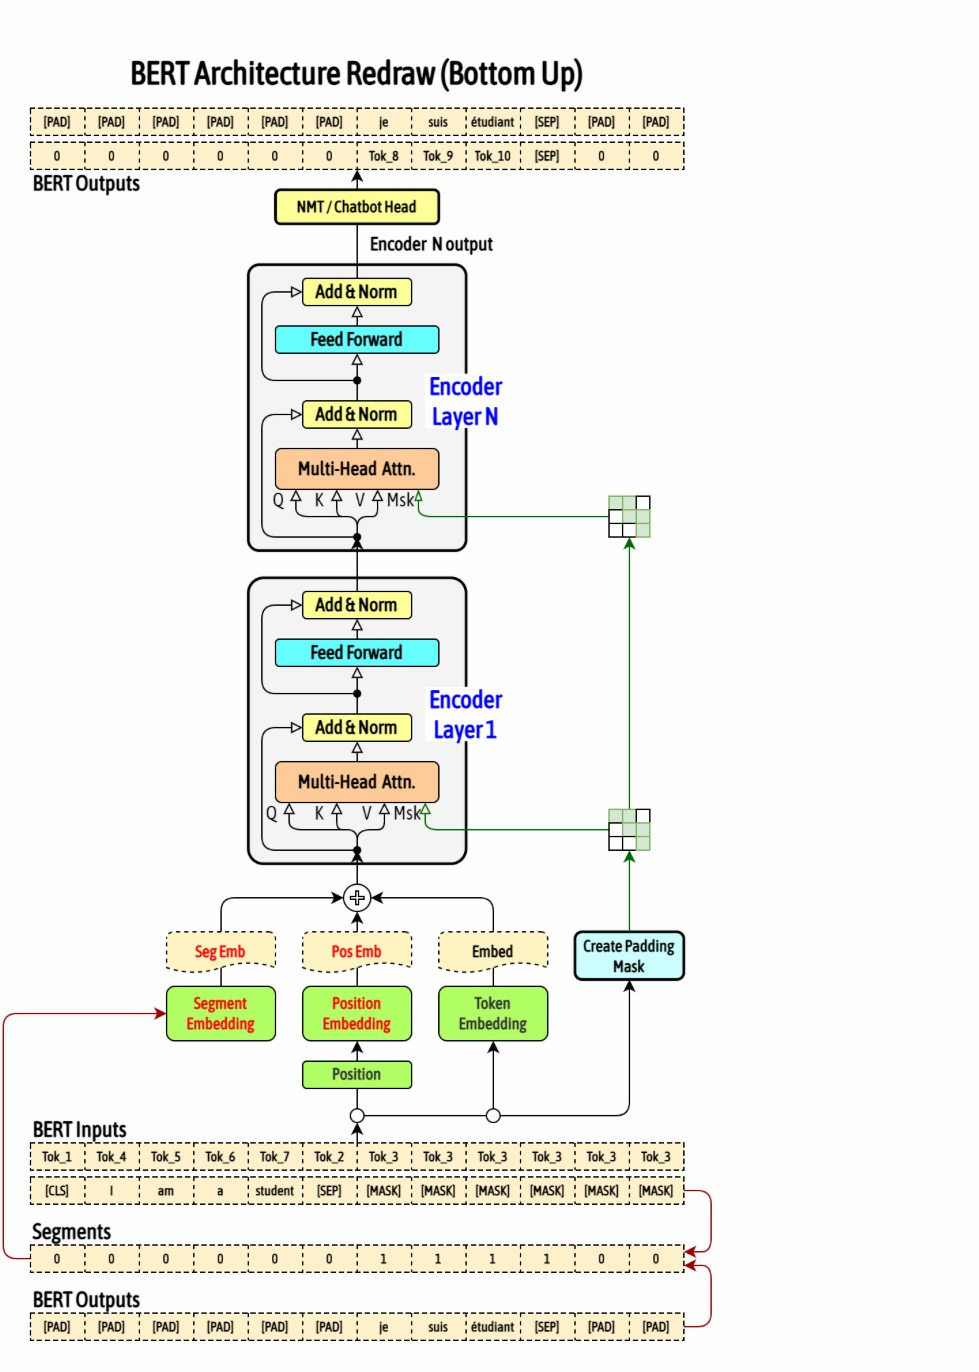 BERT Architecture Redraw (Bottom Up)
[PAD] [PAD] [PAD] [PAD] [PAD] [PAD] je suis étudiant [SEP] [PAD] [PAD]
0 0 0 0 0 0 Tok_8 Tok_9 Tok_10 [SEP] 0 0
BERT Outputs
NMT / Chatbot Head
Encoder N output
Add & Norm
Feed Forward
Encoder
Layer N
Add & Norm
Multi-Head Attn.
Q K V Msk
Add & Norm
Feed Forward
Encoder
Layer 1
Add & Norm
Multi-Head Attn.
Q K V Msk
Seg Emb Pos Emb Embed
Create Padding
Mask
Segment
Embedding
Position
Embedding
Token
Embedding
Position
BERT Inputs
Tok_1 Tok_4 Tok_5 Tok_6 Tok_7 Tok_2 Tok_3 Tok_3 Tok_3 Tok_3 Tok_3 Tok_3
[CLS] I am a student [SEP] [MASK] [MASK] [MASK] [MASK] [MASK] [MASK]
Segments
0 0 0 0 0 0 1 1 1 1 0 0
BERT Outputs
[PAD] [PAD] [PAD] [PAD] [PAD] [PAD] je suis étudiant [SEP] [PAD] [PAD]